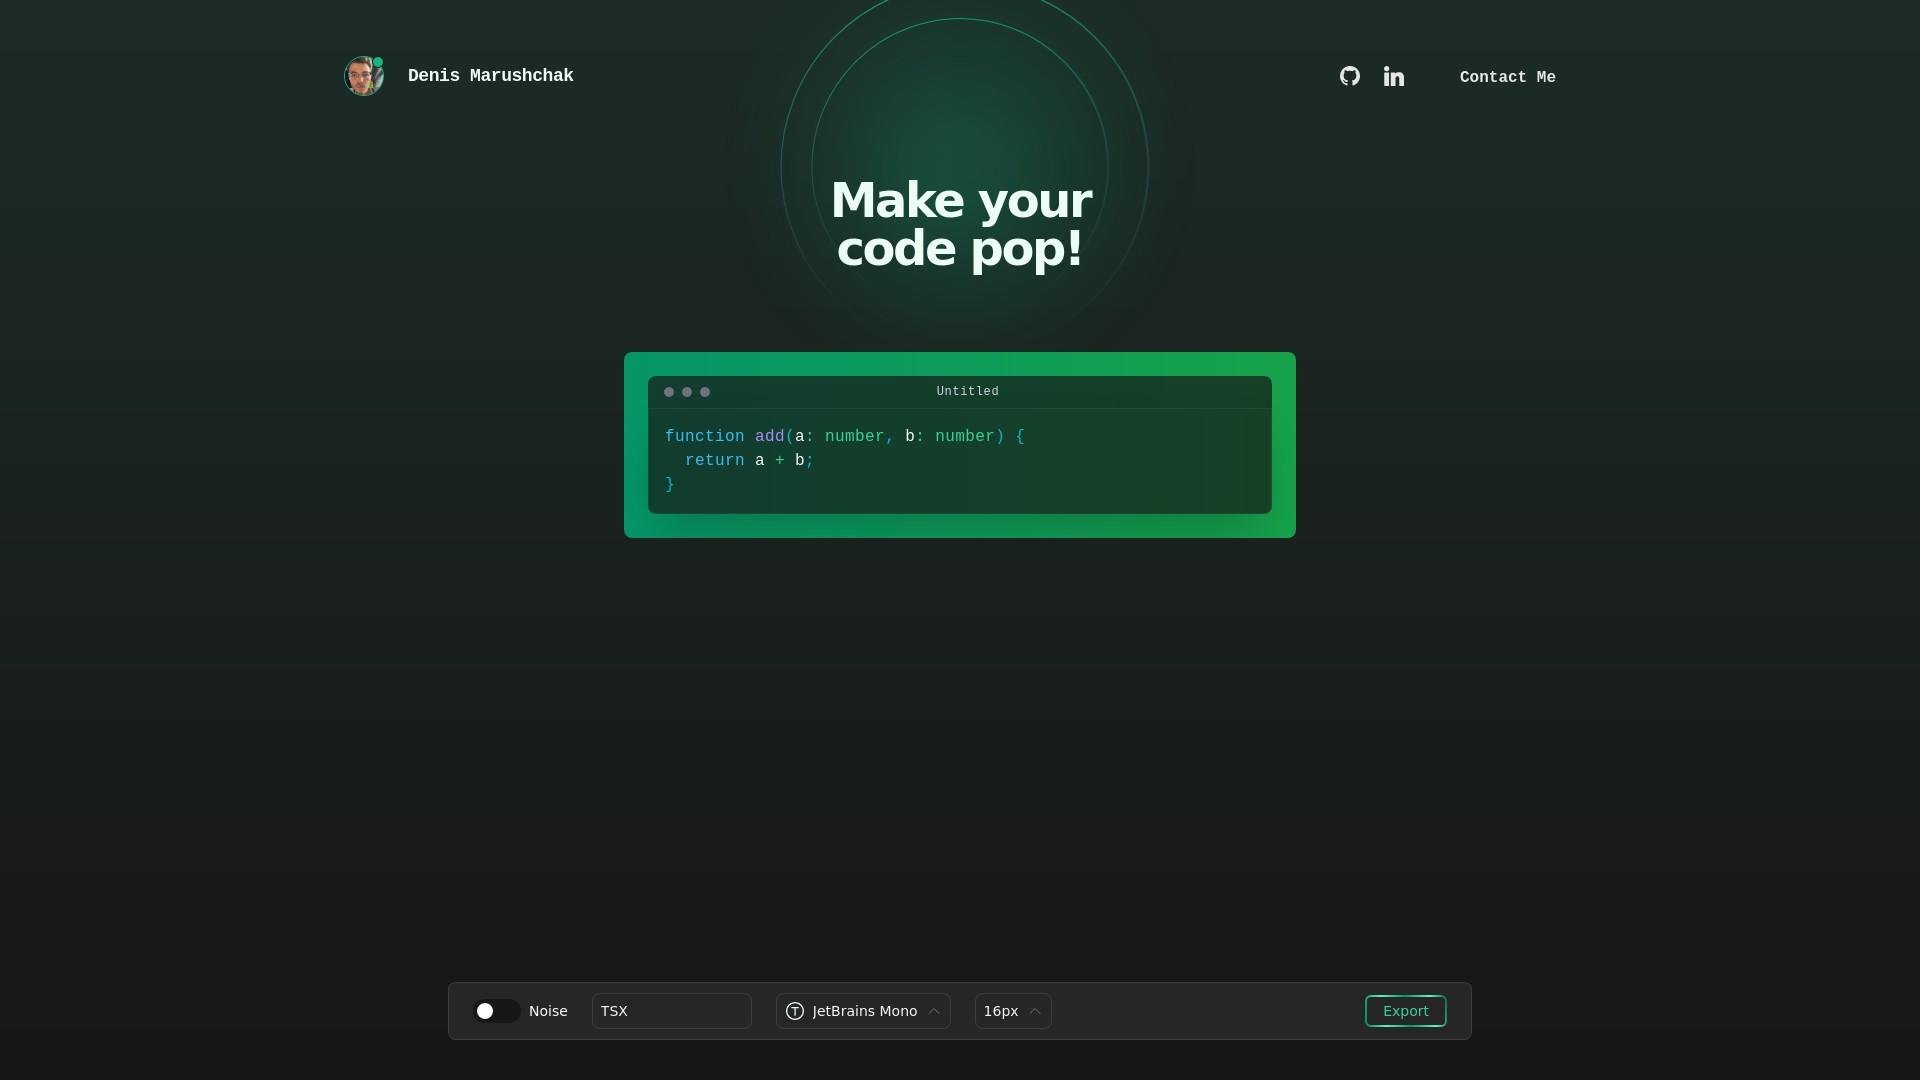 Denis Marushchak
Contact Me
Make your
code pop!
Untitled
function add(a: number, b: number) {
  return a + b;
}
Noise
TSX
JetBrains Mono
16px
Export